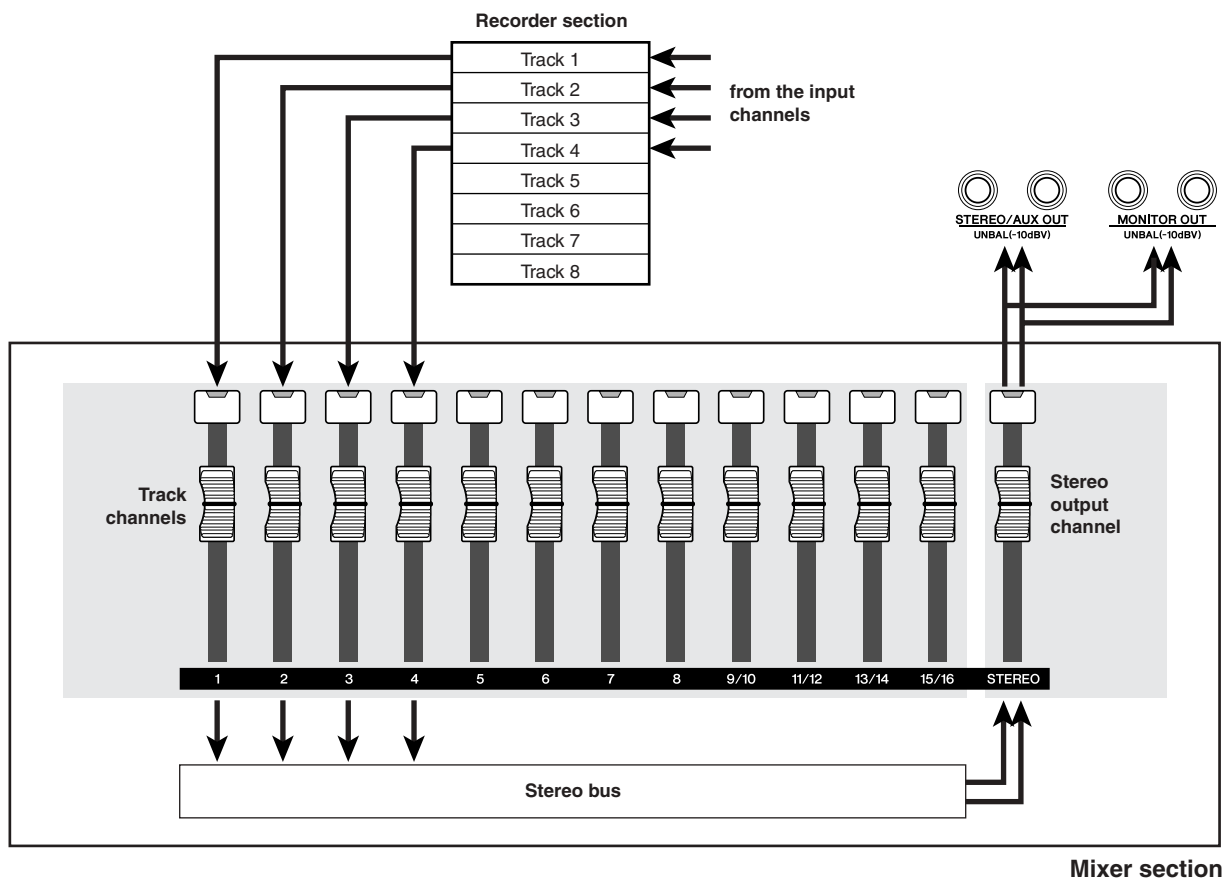 Recorder section
Track 1
Track 2
Track 3
Track 4
Track 5
Track 6
Track 7
Track 8
from the input
channels
STEREO/AUX OUT
UNBAL(-10dBV)
MONITOR OUT
UNBAL(-10dBV)
Track
channels
Stereo
output
channel
1 2 3 4 5 6 7 8 9/10 11/12 13/14 15/16 STEREO
Stereo bus
Mixer section